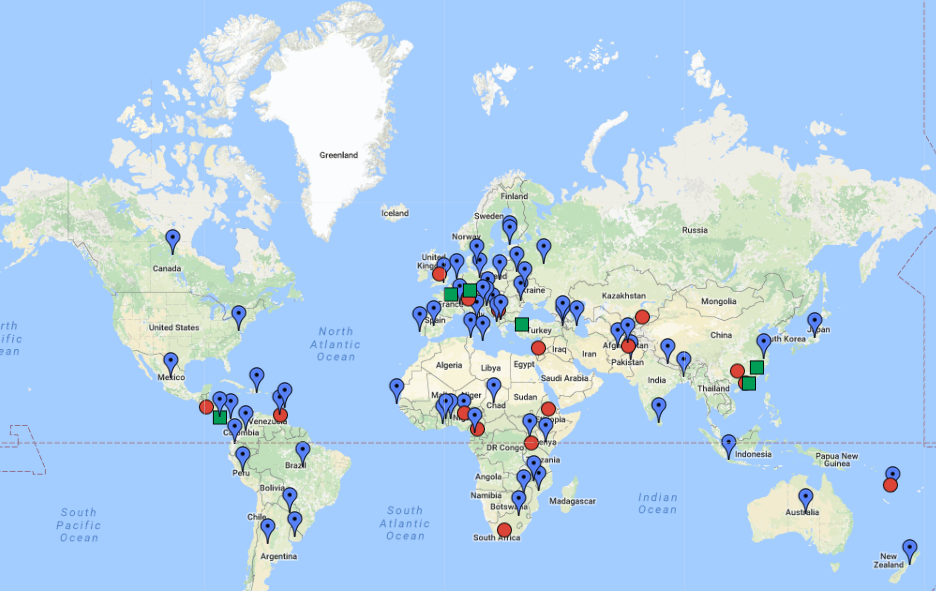 Greenland
Finland
Iceland
Sweden
Russia
Norway
Canada
United
Kingdom
Ukraine
Kazakhstan
Mongolia
France
United States
North
Atlantic
Ocean
Spain
Turkey
China
South Korea
Japan
Iraq
Iran
Afghanistan
Pakistan
Algeria
Libya
Egypt
Mexico
Saudi Arabia
India
Thailand
Mali
Niger
Chad
Sudan
Venezuela
Colombia
Ethiopia
Kenya
DR Congo
Indonesia
Papua New
Guinea
Brazil
Peru
Tanzania
Angola
Bolivia
Namibia
Botswana
Madagascar
Indian
Ocean
South
Pacific
Ocean
South
Atlantic
Ocean
Chile
Australia
South Africa
Argentina
New
Zealand